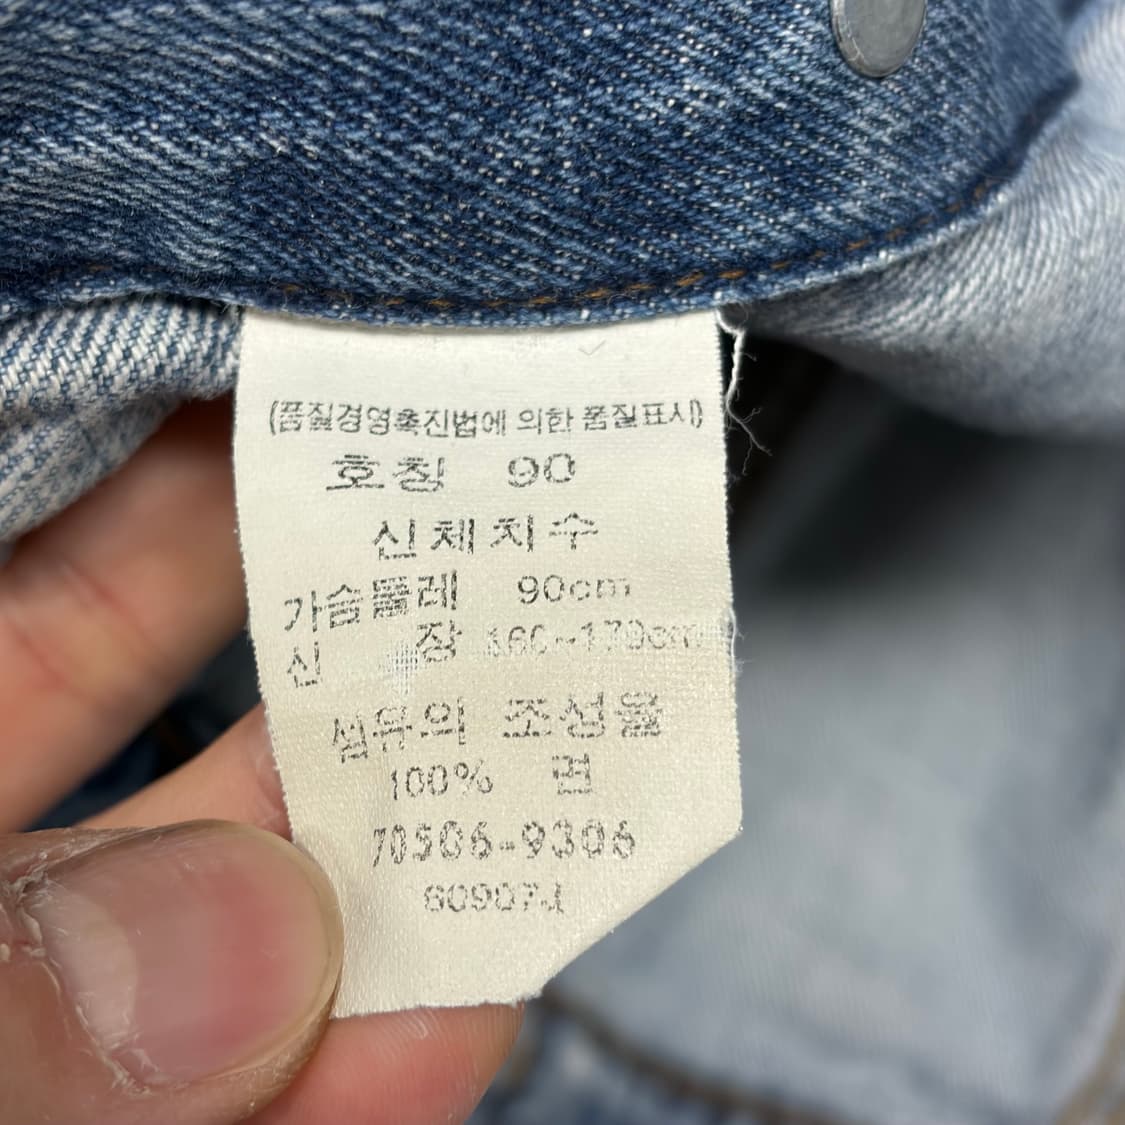 (품질경영촉진법에 의한 품질표시)
호칭 90
신체치수
가슴둘레 90cm
신 장 160~170cm
섬유의 조성율
100% 면
70506-9306